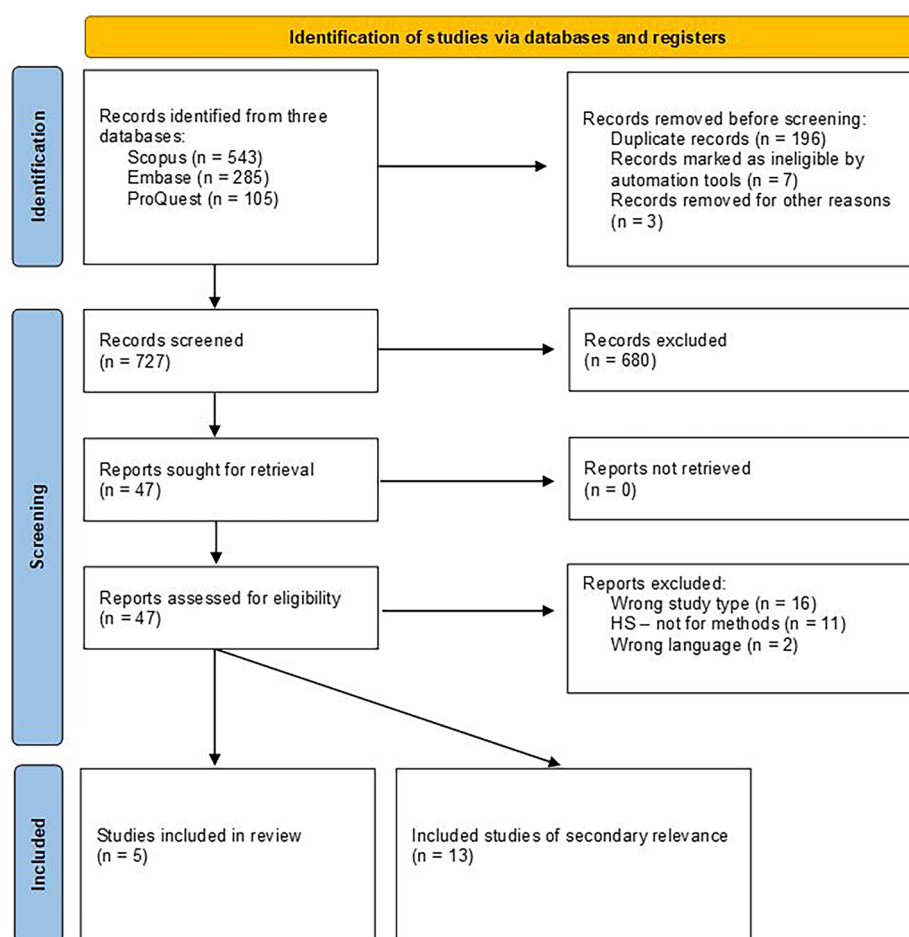 Identification of studies via databases and registers
Identification
Records identified from three
databases:
Scopus (n = 543)
Embase (n = 285)
ProQuest (n = 105)
Records removed before screening:
Duplicate records (n = 196)
Records marked as ineligible by
automation tools (n = 7)
Records removed for other reasons
(n = 3)
Screening
Records screened
(n = 727)
Records excluded
(n = 680)
Reports sought for retrieval
(n = 47)
Reports not retrieved
(n = 0)
Reports assessed for eligibility
(n = 47)
Reports excluded:
Wrong study type (n = 16)
HS – not for methods (n = 11)
Wrong language (n = 2)
Included
Studies included in review
(n = 5)
Included studies of secondary relevance
(n = 13)